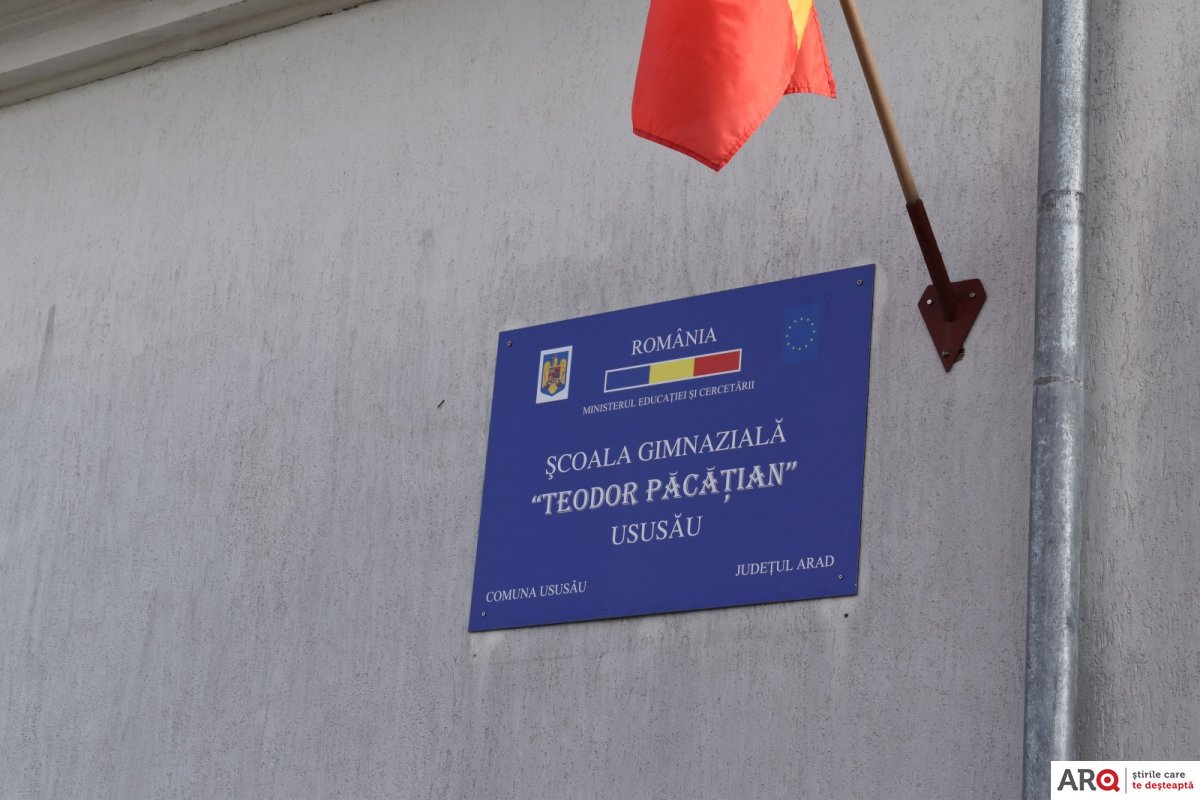 ROMÂNIA
MINISTERUL EDUCAȚIEI ȘI CERCETĂRII
ŞCOALA GIMNAZIALĂ
“TEODOR PĂCĂȚIAN”
USUSĂU
COMUNA USUSĂU
JUDEȚUL ARAD
ARQ
știrile care
te deșteaptă